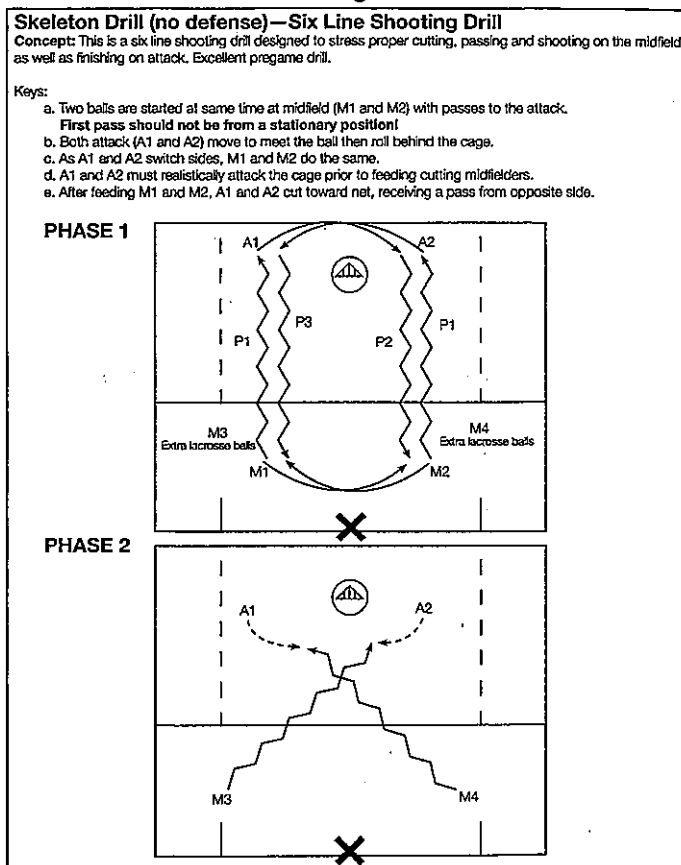 Skeleton Drill (no defense)—Six Line Shooting Drill
Concept: This is a six line shooting drill designed to stress proper cutting, passing and shooting on the midfield
as well as finishing on attack. Excellent pregame drill.
Keys:
a. Two balls are started at same time at midfield (M1 and M2) with passes to the attack.
First pass should not be from a stationary position!
b. Both attack (A1 and A2) move to meet the ball then roll behind the cage.
c. As A1 and A2 switch sides, M1 and M2 do the same.
d. A1 and A2 must realistically attack the cage prior to feeding cutting midfielders.
e. After feeding M1 and M2, A1 and A2 cut toward net, receiving a pass from opposite side.
PHASE 1
A1 A2
P1 P3 P2 P1
M3 M4
Extra lacrosse balls Extra lacrosse balls
M1 M2
PHASE 2
A1 A2
M3 M4